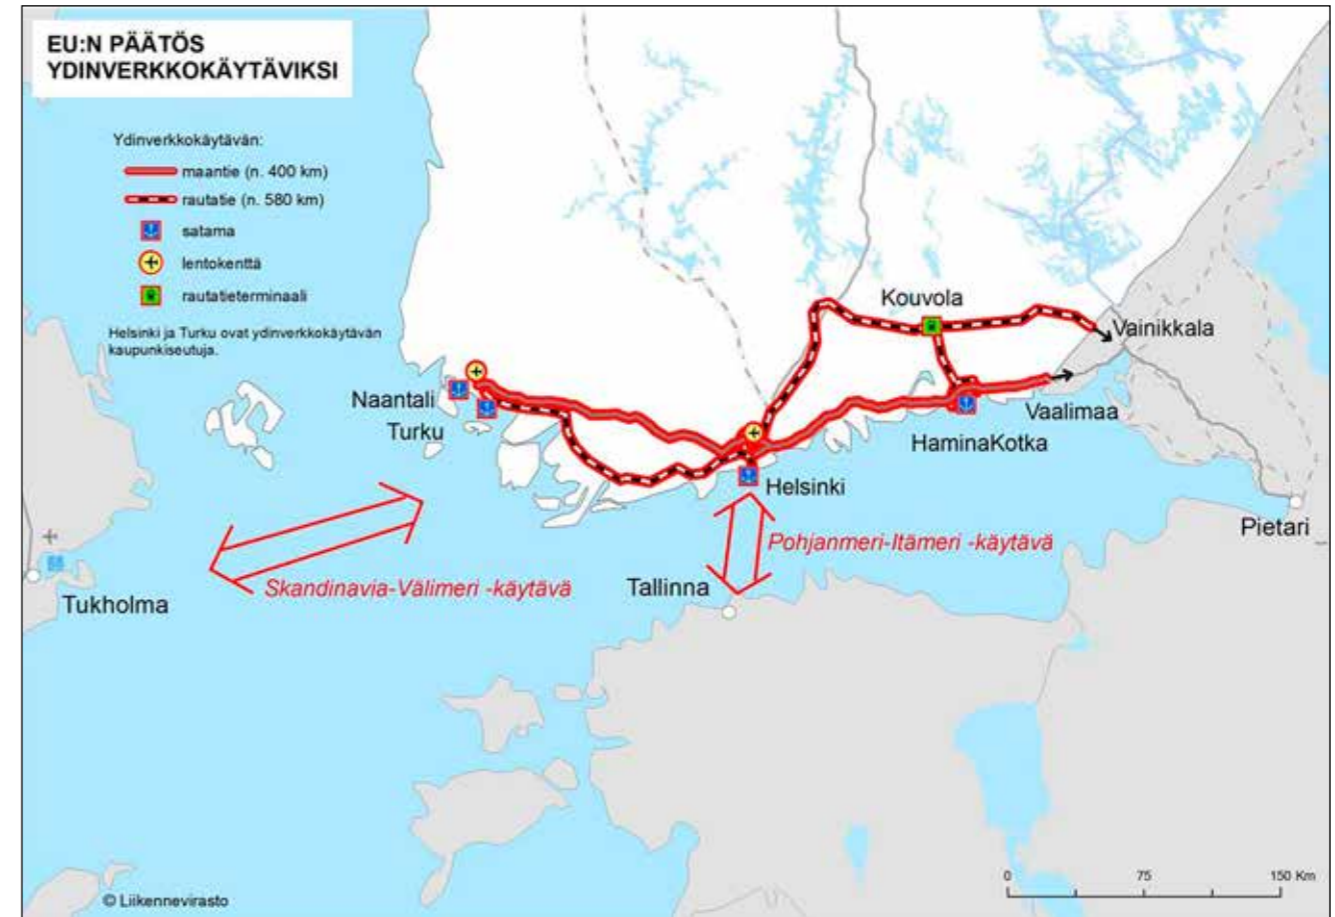 EU:N PÄÄTÖS
YDINVERKKOKÄYTÄVIKSI
Ydinverkkokäytävän:
maantie (n. 400 km)
rautatie (n. 580 km)
satama
lentokenttä
rautatieterminaali
Helsinki ja Turku ovat ydinverkkokäytävän
kaupunkiseutuja.
Kouvola
Vainikkala
Naantali
Turku
Vaalimaa
HaminaKotka
Helsinki
Pietari
Pohjanmeri-Itämeri -käytävä
Skandinavia-Välimeri -käytävä
Tallinna
Tukholma
0 75 150 Km
© Liikennevirasto